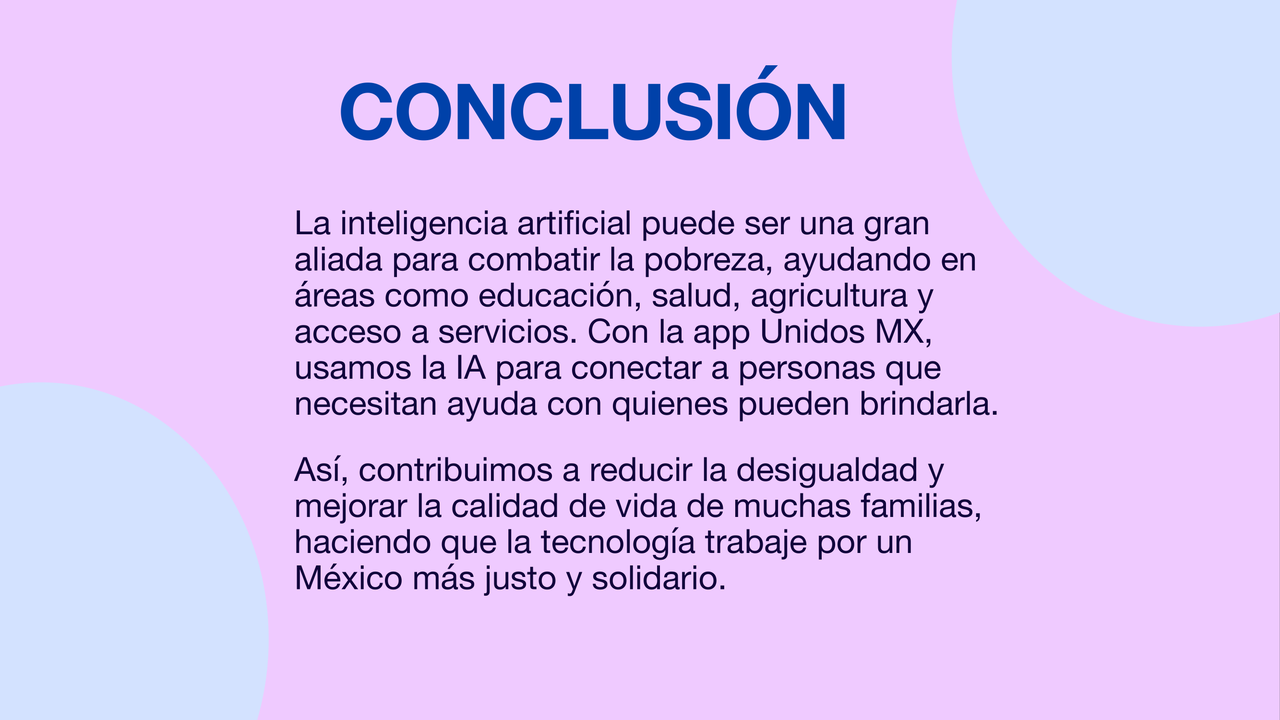 CONCLUSIÓN
La inteligencia artificial puede ser una gran
aliada para combatir la pobreza, ayudando en
áreas como educación, salud, agricultura y
acceso a servicios. Con la app Unidos MX,
usamos la IA para conectar a personas que
necesitan ayuda con quienes pueden brindarla.
Así, contribuimos a reducir la desigualdad y
mejorar la calidad de vida de muchas familias,
haciendo que la tecnología trabaje por un
México más justo y solidario.